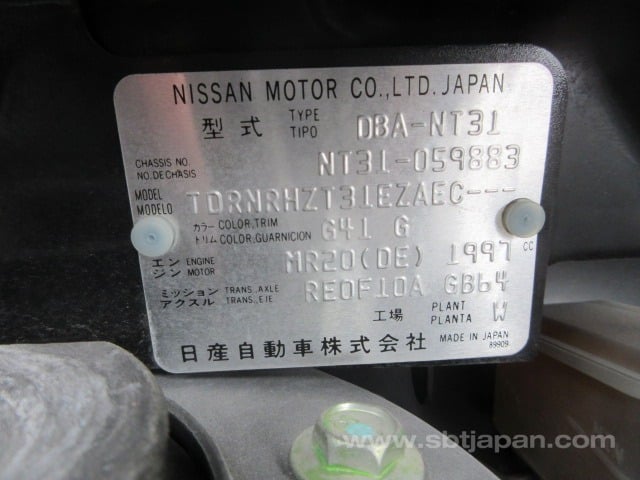 NISSAN MOTOR CO.,LTD. JAPAN
型式 TYPE TIPO DBA-NT31
CHASSIS NO. NO. DE CHASIS NT31-059883
MODEL MODELO TDRNRHZT31EZAEC---
カラー COLOR,TRIM
トリム COLOR,GUARNICION G41 G
エン ENGINE
ジン MOTOR MR20(DE) 1997 CC
ミッション TRANS. AXLE
アクスル TRANS. EJE RE0F10A GB64
工場 PLANT PLANTA W
日産自動車株式会社 MADE IN JAPAN
89909
www.sbtjapan.com